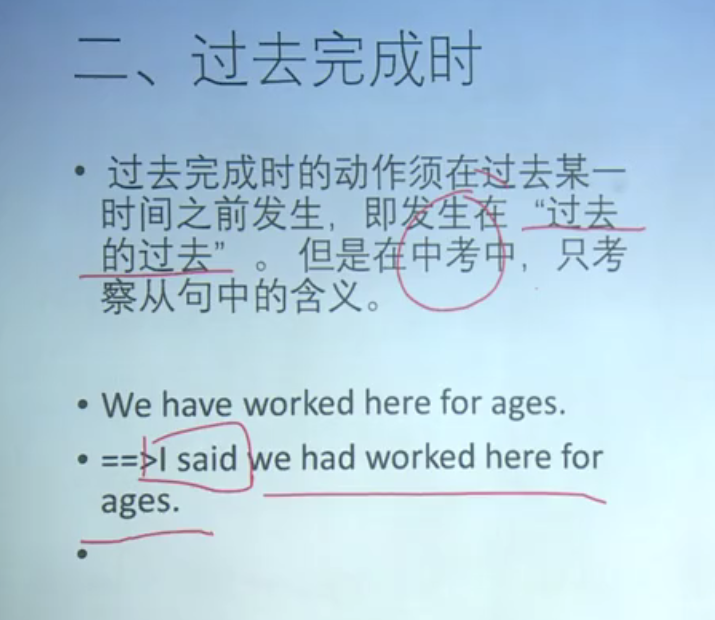 二、过去完成时
• 过去完成时的动作须在过去某一
时间之前发生，即发生在“过去
的过去”。但是在中考中，只考
察从句中的含义。
• We have worked here for ages.
• ==>I said we had worked here for
ages.
•